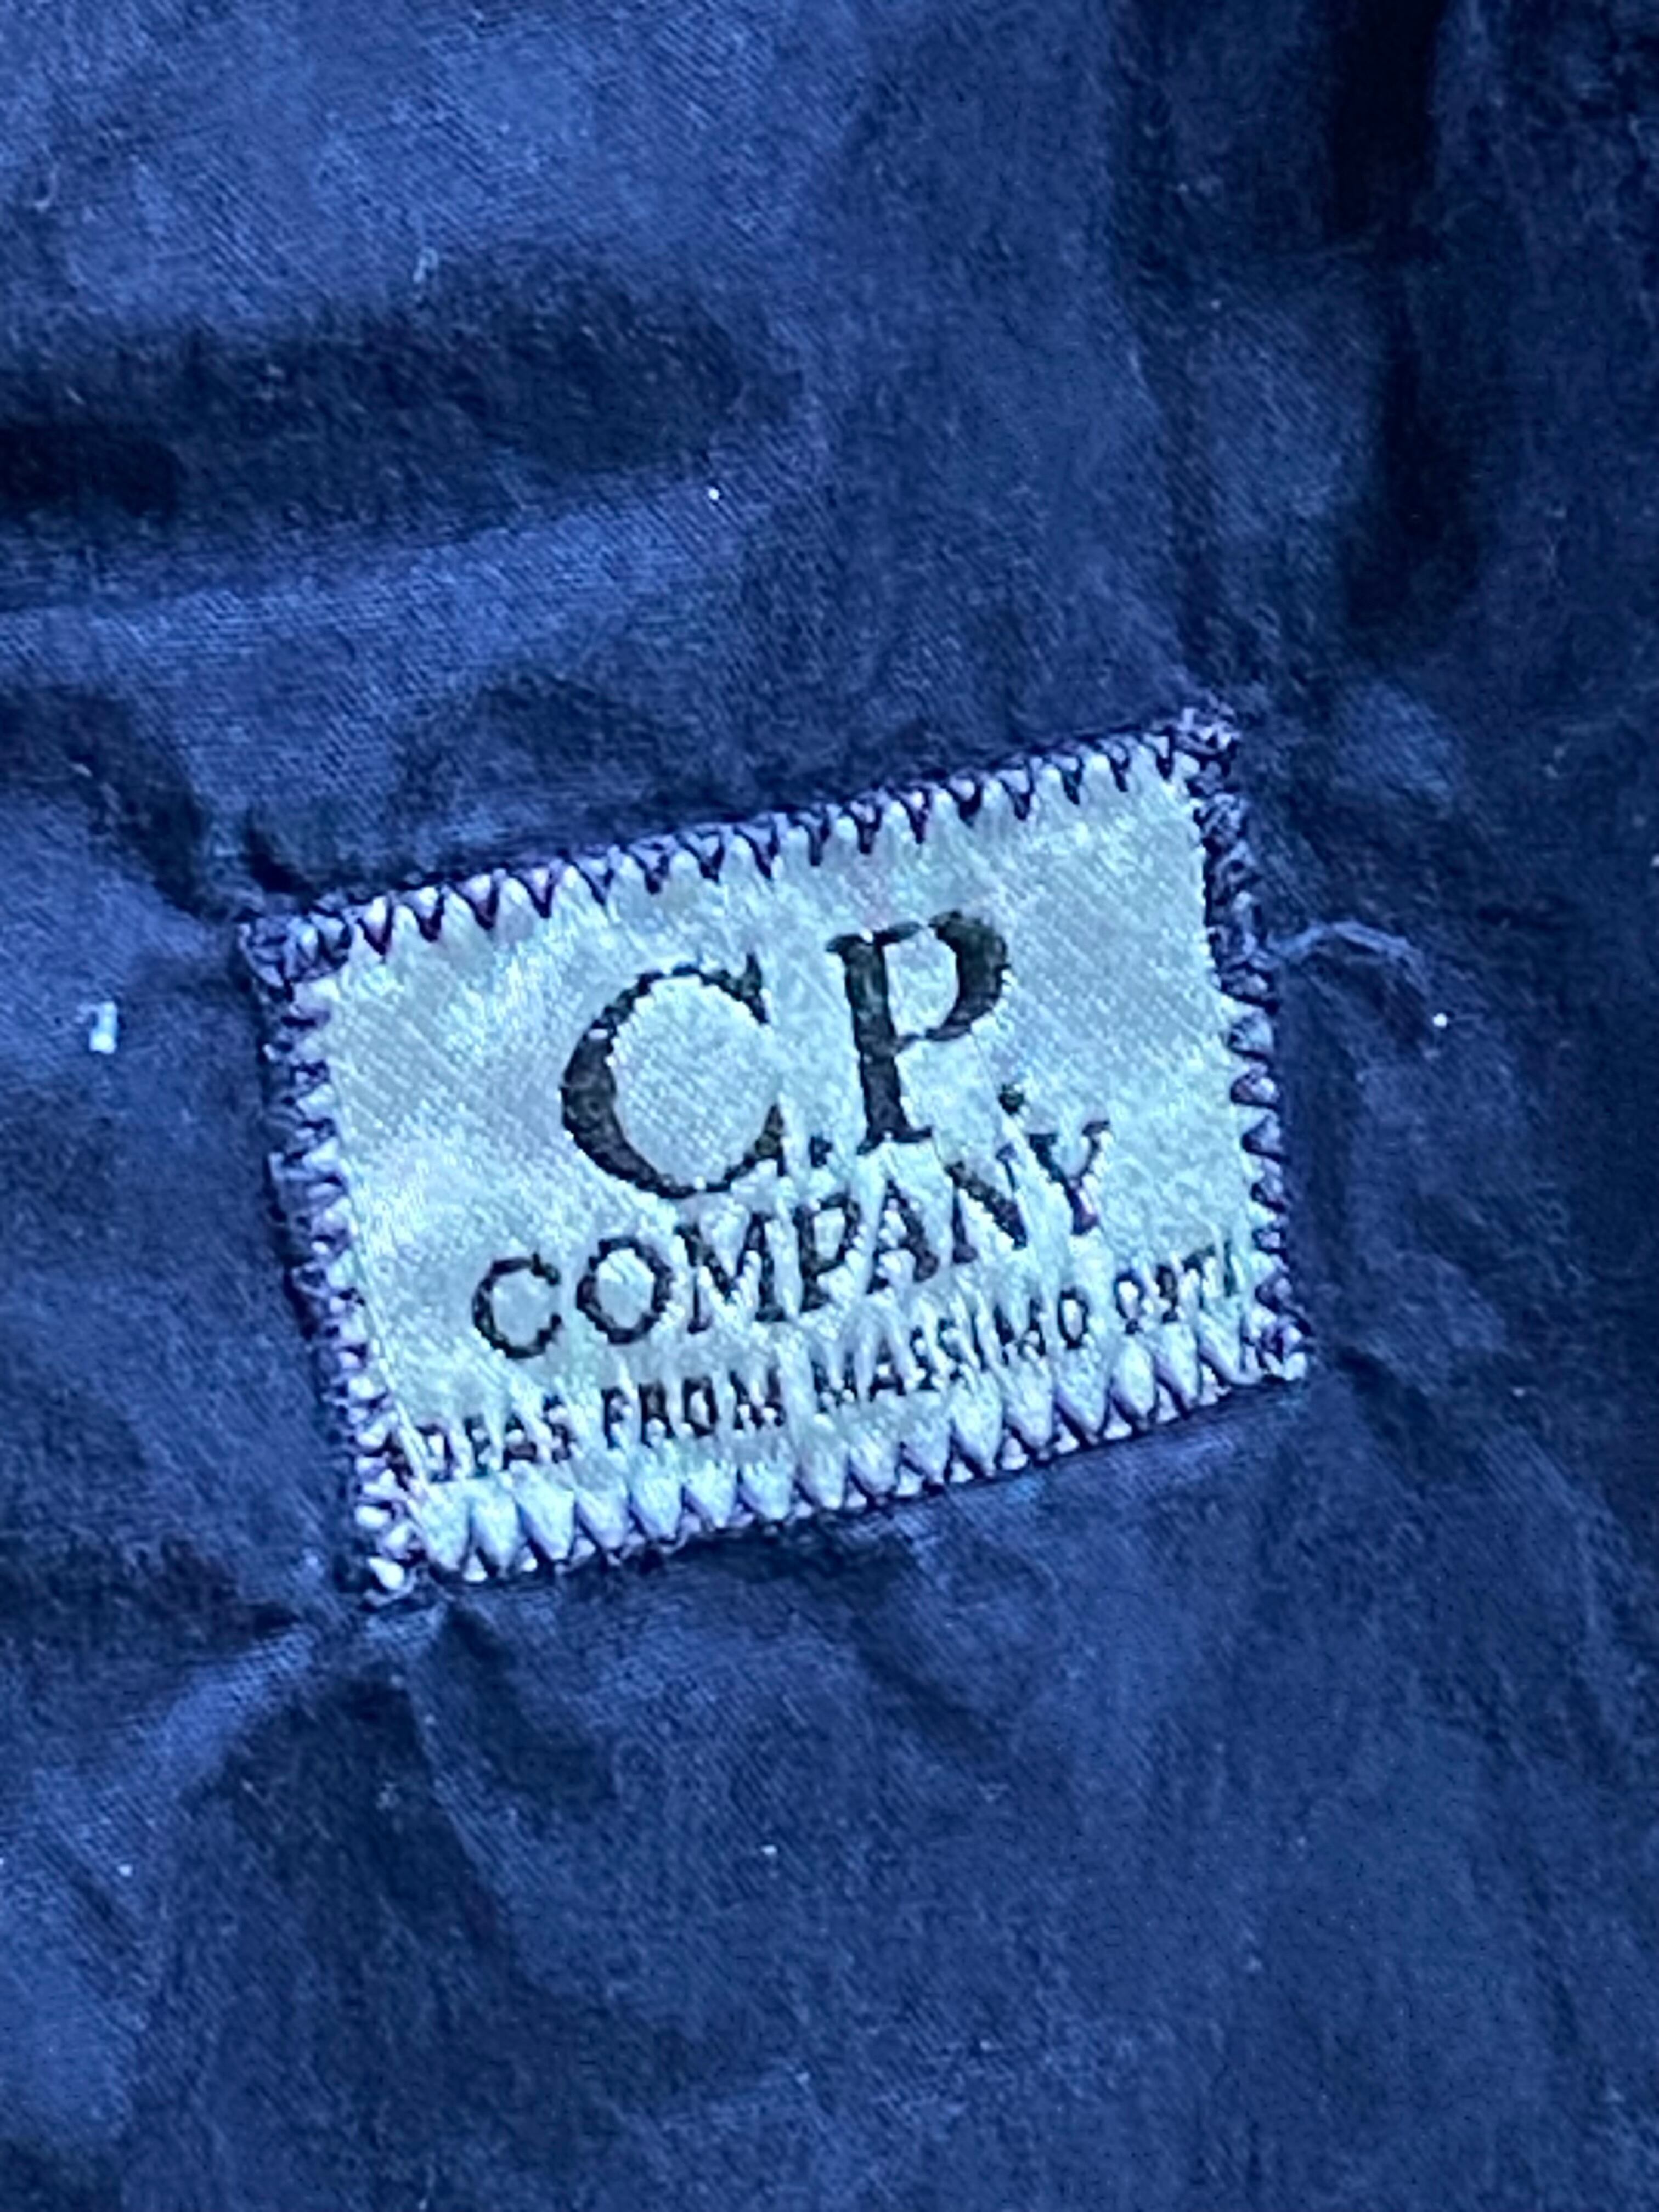 C.P.
COMPANY
IDEAS FROM MASSIMO OSTI